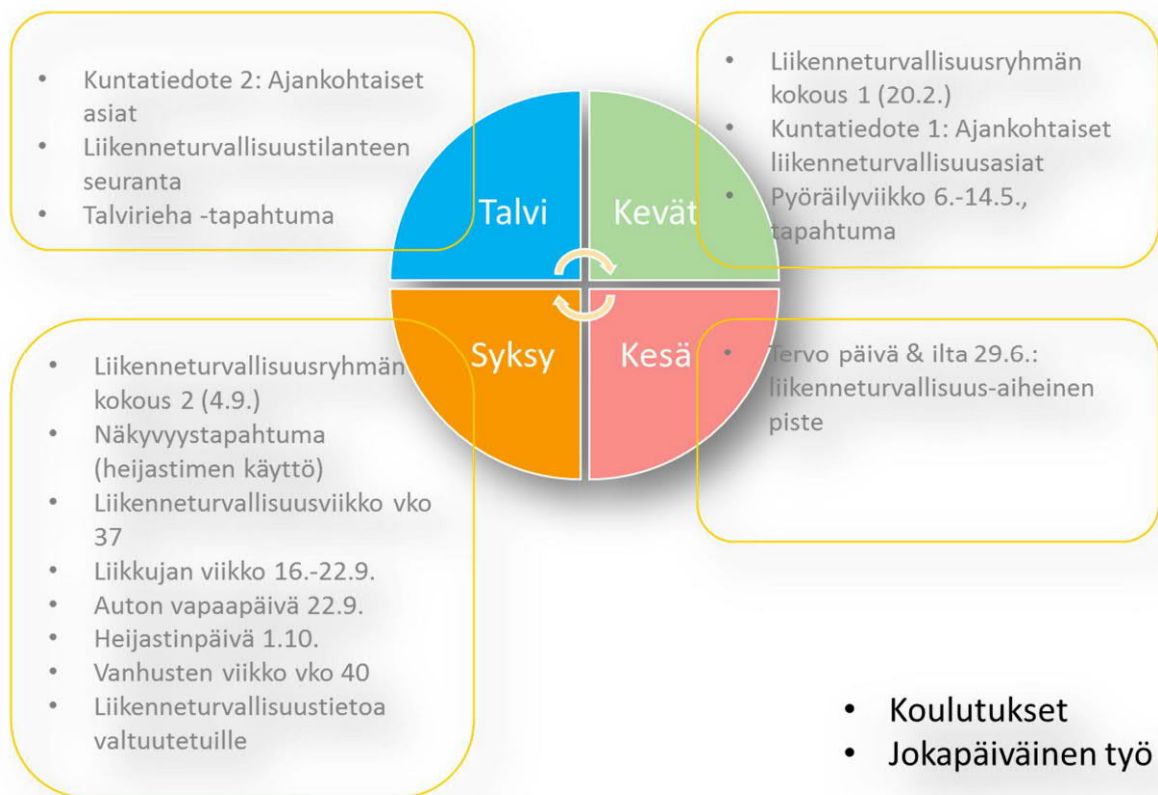 • Kuntatiedote 2: Ajankohtaiset
asiat
• Liikenneturvallisuustilanteen
seuranta
• Talvirieha -tapahtuma
• Liikenneturvallisuusryhmän
kokous 1 (20.2.)
• Kuntatiedote 1: Ajankohtaiset
liikenneturvallisuusasiat
• Pyöräilyviikko 6.-14.5.,
tapahtuma
Talvi
Kevät
Syksy
Kesä
• Liikenneturvallisuusryhmän
kokous 2 (4.9.)
• Näkyvyystapahtuma
(heijastimen käyttö)
• Liikenneturvallisuusviikko vko
37
• Liikkujan viikko 16.-22.9.
• Auton vapaapäivä 22.9.
• Heijastinpäivä 1.10.
• Vanhusten viikko vko 40
• Liikenneturvallisuustietoa
valtuutetuille
• Tervo päivä & ilta 29.6.:
liikenneturvallisuus-aiheinen
piste
• Koulutukset
• Jokapäiväinen työ